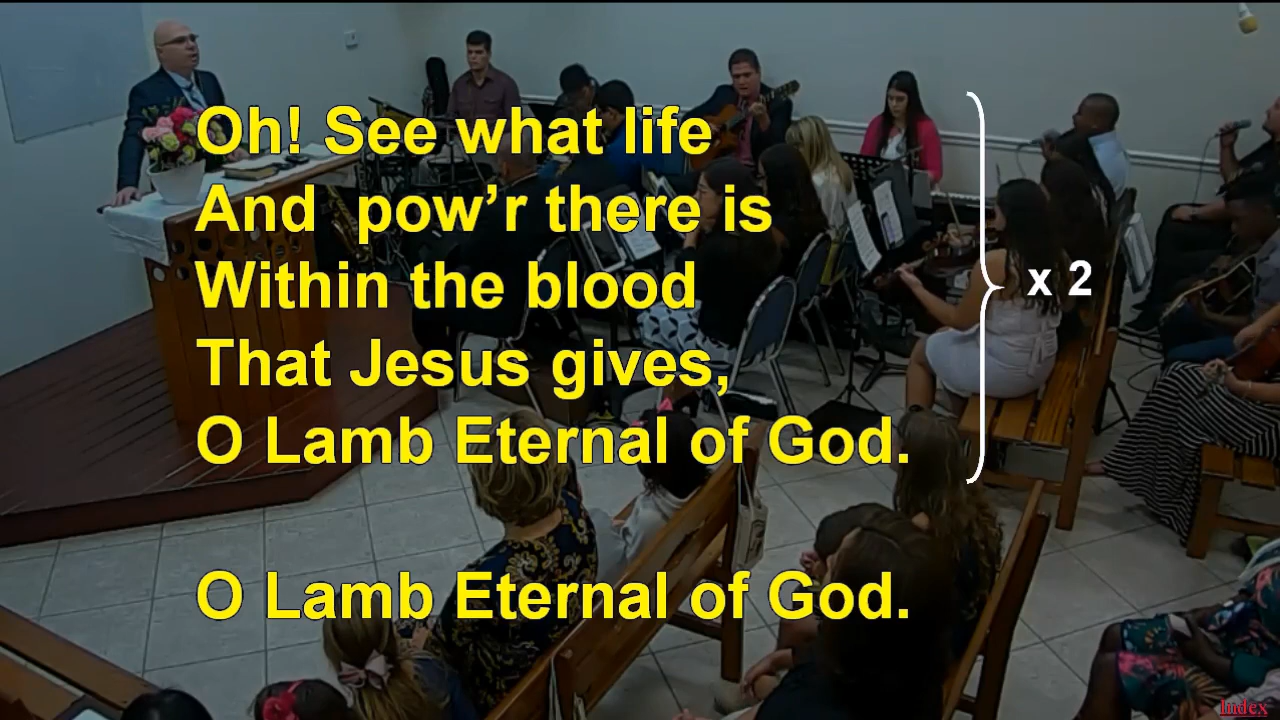 Oh! See what life
And pow’r there is
Within the blood
That Jesus gives,
O Lamb Eternal of God.
x 2
O Lamb Eternal of God.
Index